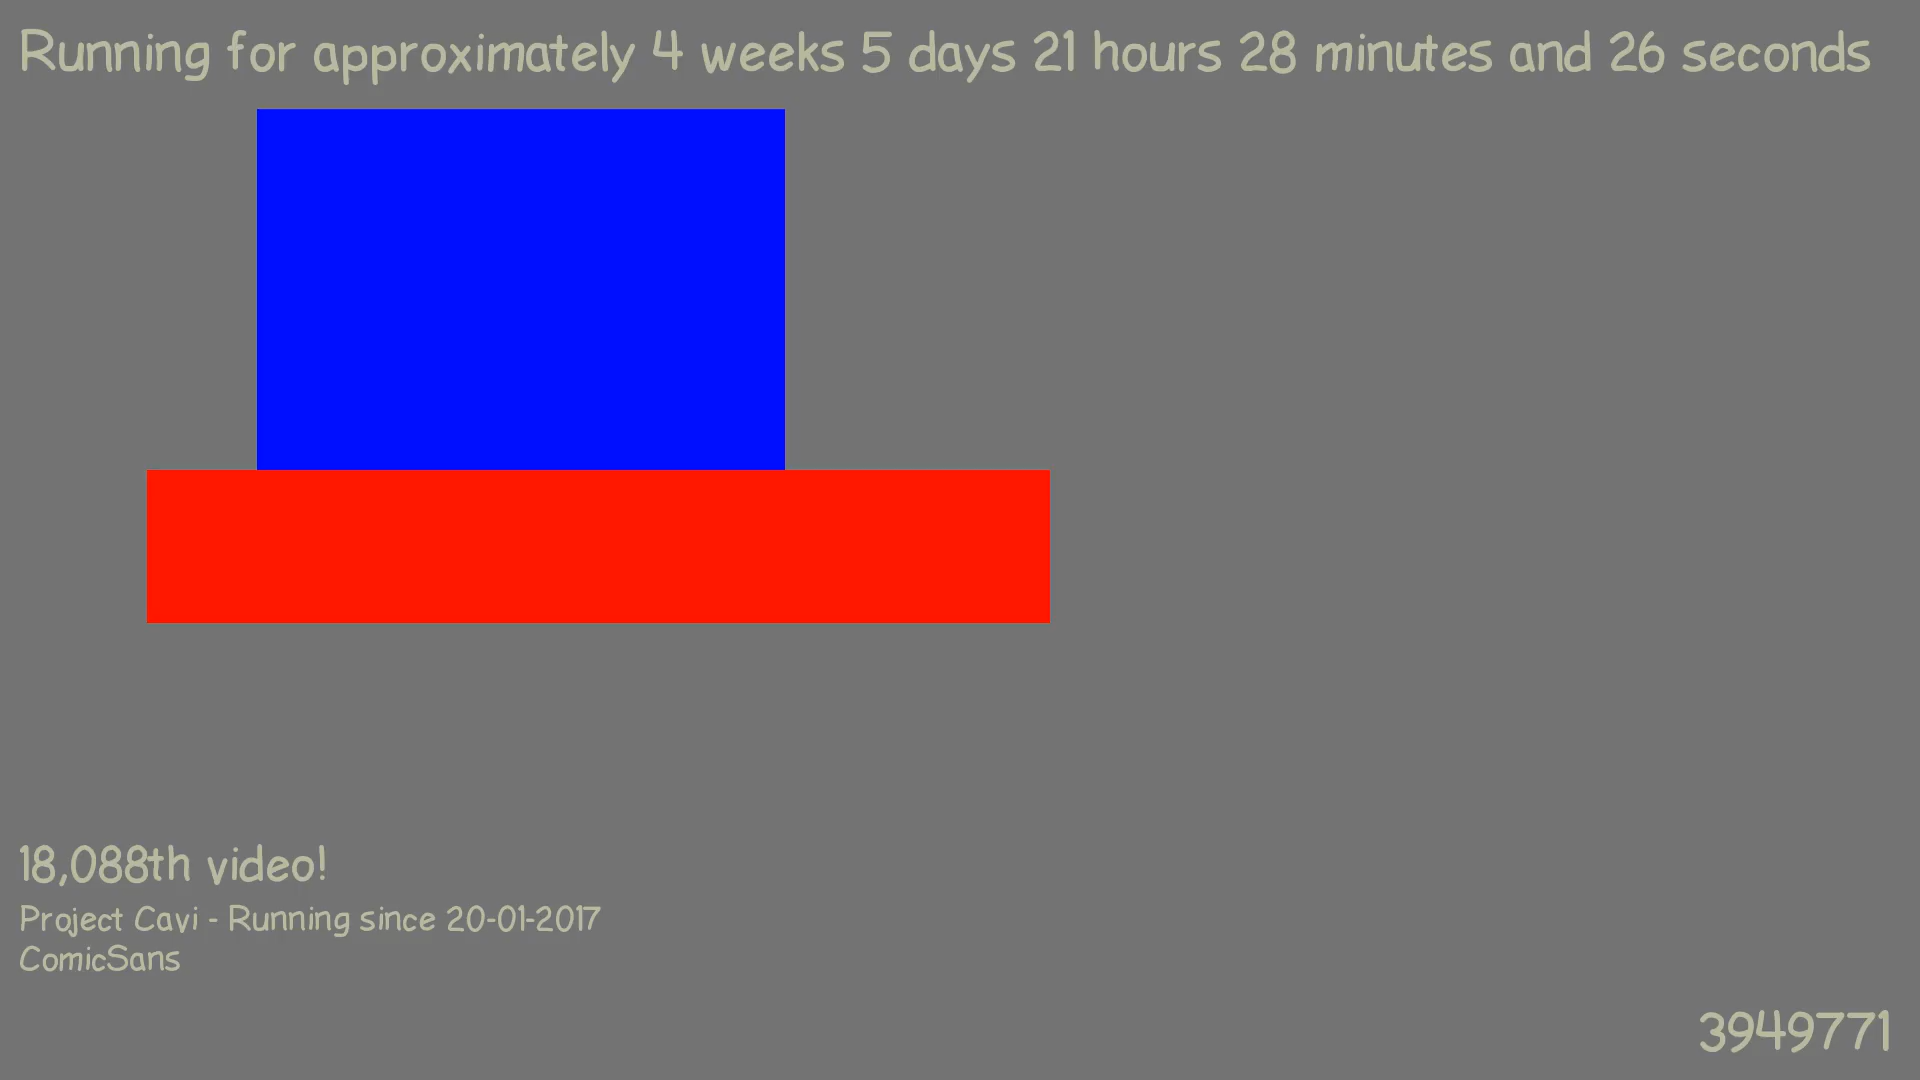 Running for approximately 4 weeks 5 days 21 hours 28 minutes and 26 seconds
18,088th video!
Project Cavi - Running since 20-01-2017
ComicSans
3949771